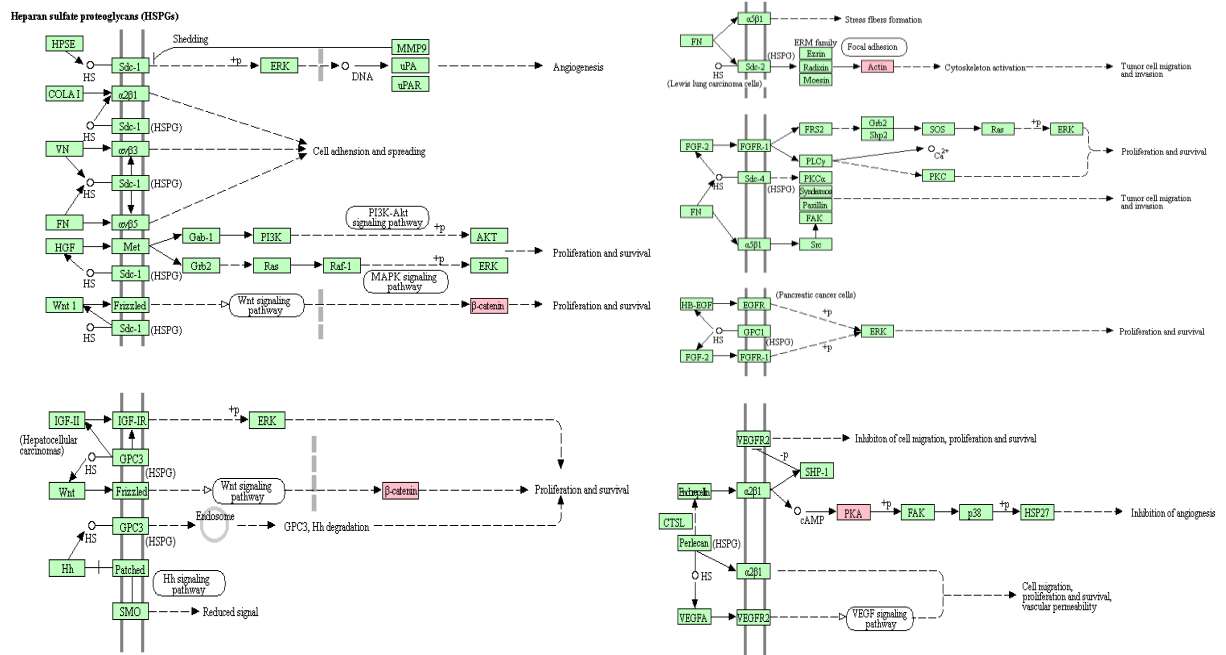 Heparan sulfate proteoglycans (HSPGs)
HPSE
Shedding
MMP9
HS
Sdc-1
+p
ERK
DNA
uPA
Angiogenesis
uPAR
COLA1
α2β1
Sdc-1 (HSPG)
HS
VN
αvβ3
Cell adhension and spreading
Sdc-1 (HSPG)
HS
FN
αvβ5
PI3K-Akt
signaling pathway
HGF
Met
Gab-1
PI3K
+p
AKT
Proliferation and survival
Grb2
Ras
Raf-1
+p
ERK
HS
Sdc-1 (HSPG)
MAPK signaling
pathway
Wnt 1
Frizzled
Wnt signaling
pathway
β-catenin
Proliferation and survival
HS
Sdc-1 (HSPG)
IGF-II
IGF-IR
+p
ERK
(Hepatocellular
carcinomas)
HS
GPC3
(HSPG)
Wnt
Frizzled
Wnt signaling
pathway
β-catenin
Proliferation and survival
HS
GPC3
(HSPG)
Endosome
GPC3, Hh degradation
Hh
Patched
Hh signaling
pathway
SMO
Reduced signal
α5β1
Stress fibers formation
FN
(HSPG)
ERM family
Focal adhesion
HS
Sdc-2
Ezrin
Radixin
Moesin
Actin
Cytoskeleton activation
Tumor cell migration
and invasion
(Lewis lung carcinoma cells)
FGF-2
FGFR-1
FRS2
Grb2
Shp2
SOS
Ras
+p
ERK
PLCγ
Ca2+
PKC
Proliferation and survival
HS
Sdc-4
(HSPG)
PKCα
Syndesmos
Paxillin
FAK
Tumor cell migration
and invasion
FN
α5β1
Src
HB-EGF
EGFR
(Pancreatic cancer cells)
+p
HS
GPC1
(HSPG)
ERK
Proliferation and survival
FGF-2
FGFR-1
+p
VEGFR2
Inhibiton of cell migration, proliferation and survival
-p
SHP-1
α2β1
cAMP
PKA
+p
FAK
p38
+p
HSP27
Inhibition of angiognesis
CTSL
Perlecan (HSPG)
HS
α2β1
Cell migration,
proliferation and survival,
vascular permeability
VEGFA
VEGFR2
VEGF signaling
pathway